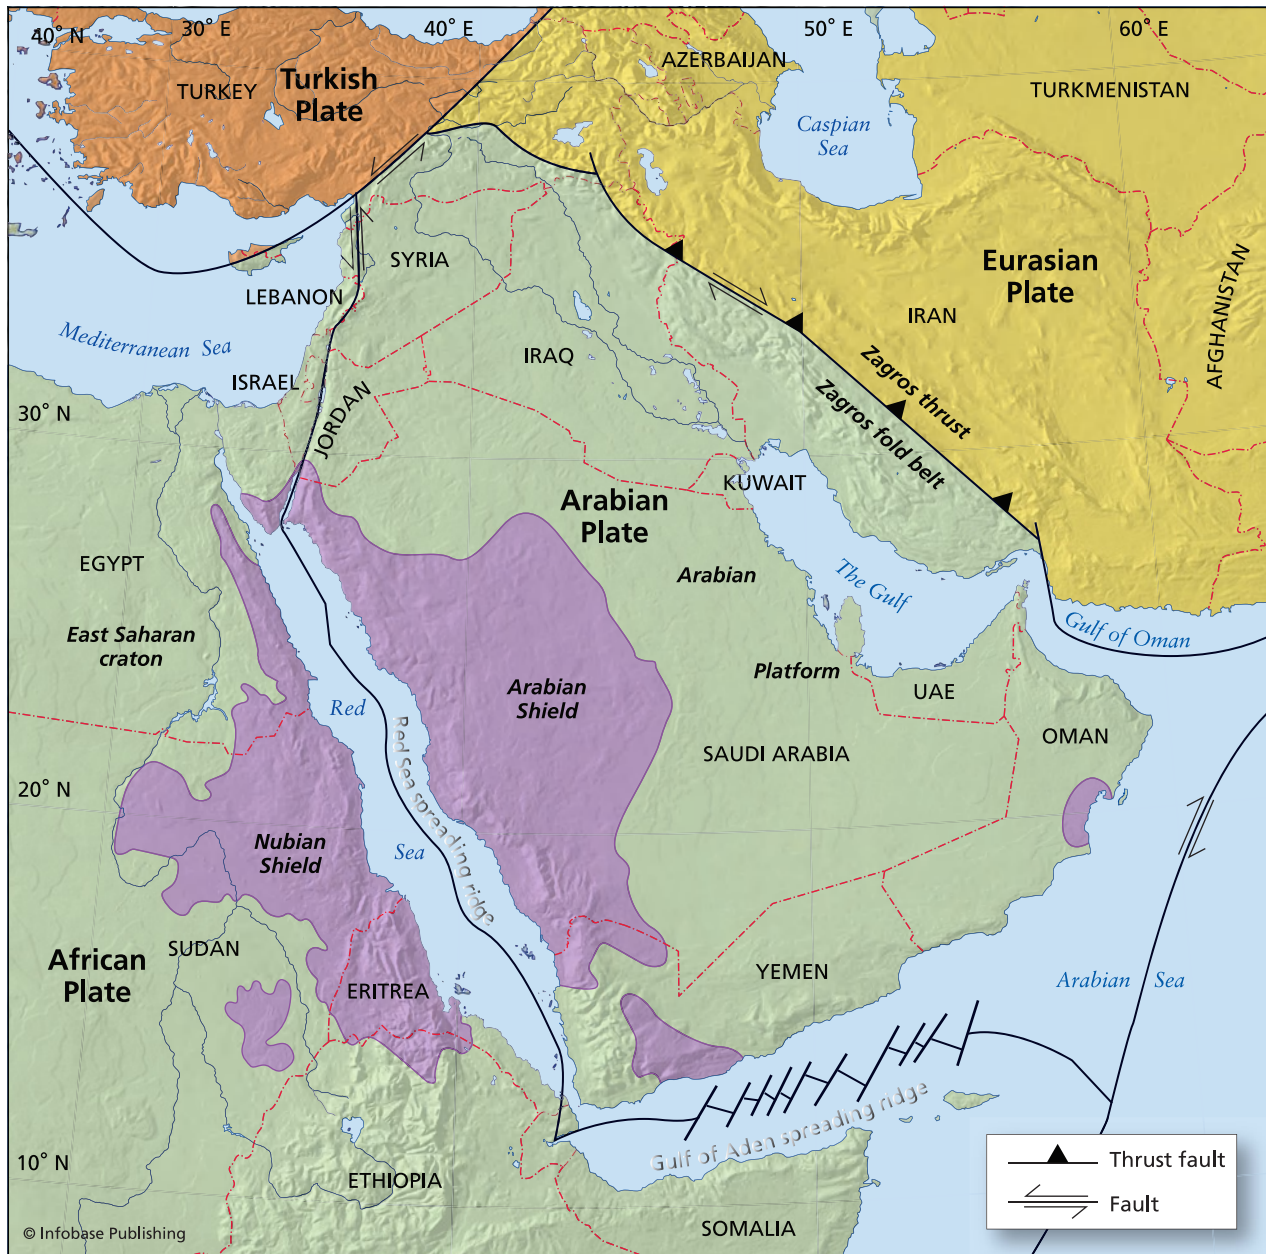 40° N
30° E
40° E
50° E
60° E
AZERBAIJAN
TURKEY
Turkish
Plate
TURKMENISTAN
Caspian
Sea
SYRIA
Eurasian
Plate
AFGHANISTAN
LEBANON
IRAN
Mediterranean Sea
IRAQ
ISRAEL
JORDAN
Zagros thrust
Zagros fold belt
30° N
KUWAIT
Arabian
Plate
EGYPT
Arabian
The Gulf
East Saharan
craton
Gulf of Oman
Platform
Arabian
Shield
UAE
Red
Red Sea spreading ridge
OMAN
SAUDI ARABIA
20° N
Nubian
Shield
Sea
SUDAN
African
Plate
YEMEN
ERITREA
Arabian Sea
Gulf of Aden spreading ridge
10° N
ETHIOPIA
Thrust fault
Fault
SOMALIA
© Infobase Publishing